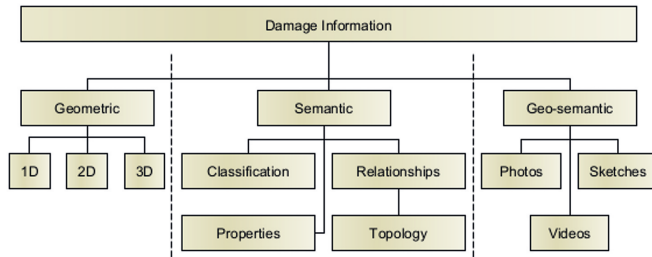 Damage Information
Geometric
Semantic
Geo-semantic
1D
2D
3D
Classification
Relationships
Photos
Sketches
Properties
Topology
Videos